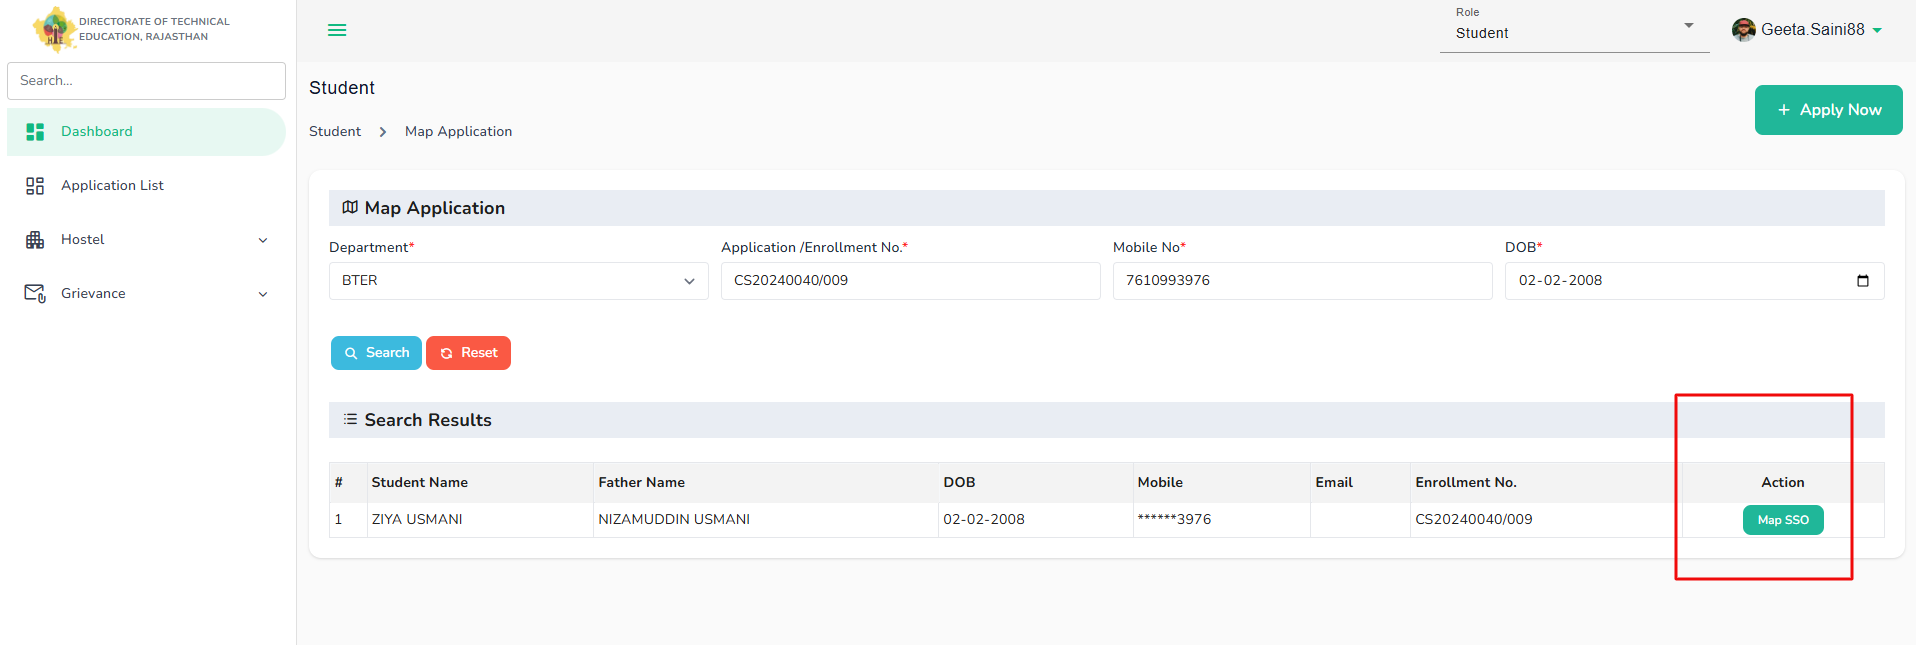 DIRECTORATE OF TECHNICAL
EDUCATION, RAJASTHAN
Search...
Dashboard
Application List
Hostel
Grievance
Role
Student
Geeta.Saini88
Student
Student > Map Application
+ Apply Now
Map Application
Department*
BTER
Application /Enrollment No.*
CS20240040/009
Mobile No*
7610993976
DOB*
02-02-2008
Search
Reset
Search Results
# Student Name Father Name DOB Mobile Email Enrollment No. Action
1 ZIYA USMANI NIZAMUDDIN USMANI 02-02-2008 ******3976 CS20240040/009 Map SSO